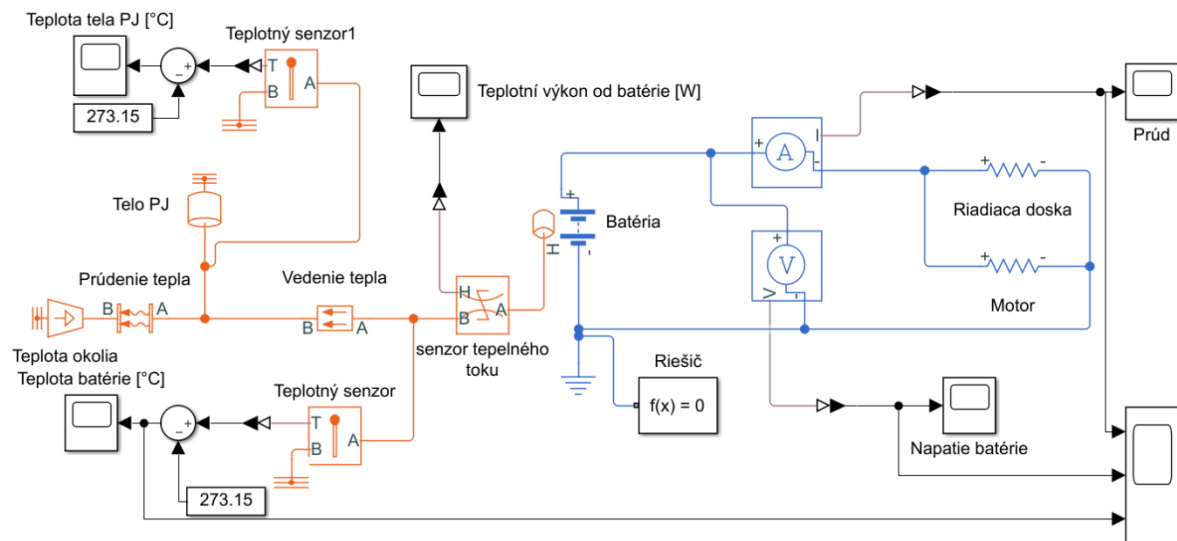 Teplota tela PJ [°C]
Teplotný senzor1
T
A
B
273.15
Teplotní výkon od batérie [W]
I
A
Prúd
Telo PJ
Batéria
H
Riadiaca doska
V
V
Motor
Prúdenie tepla
Vedenie tepla
B A
B A
H
B A
senzor tepelného
toku
Teplota okolia
Teplota batérie [°C]
Teplotný senzor
T
B A
273.15
Riešič
f(x) = 0
Napatie batérie